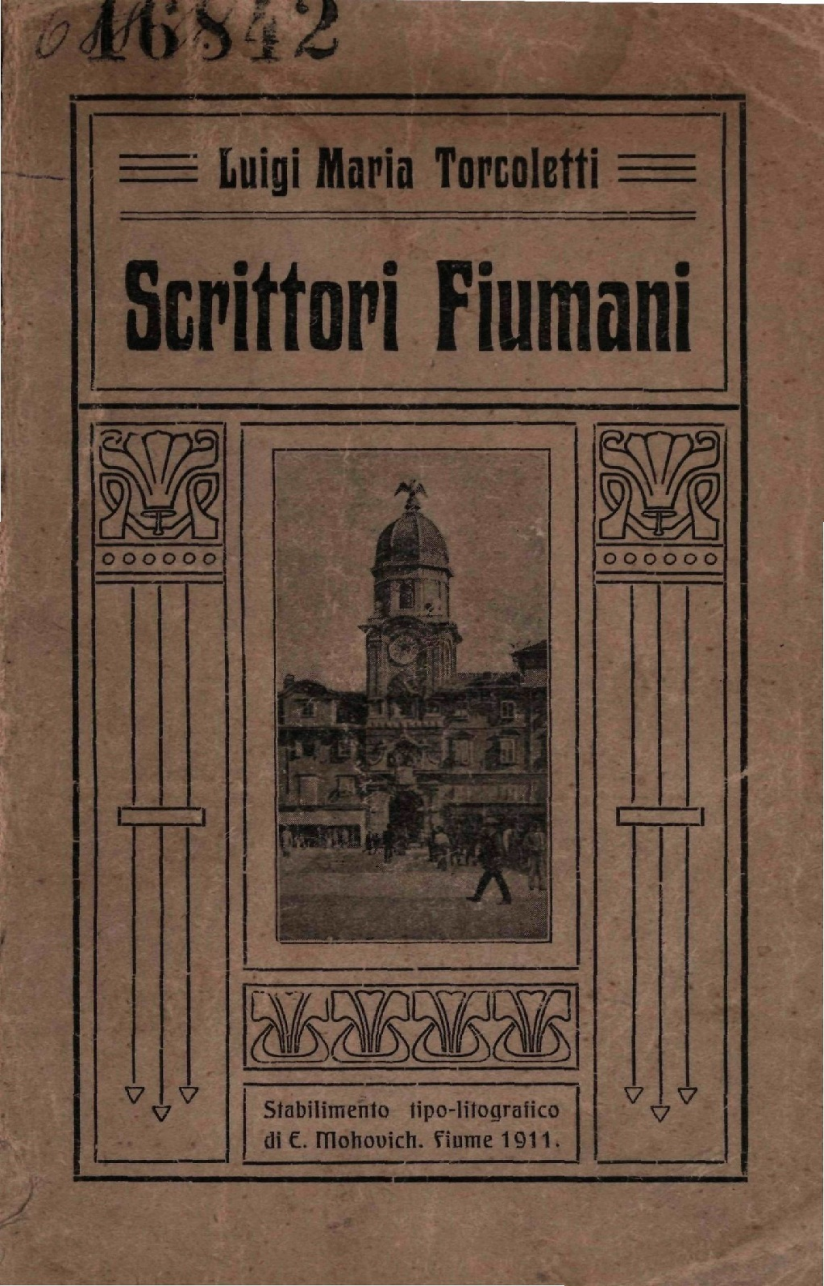 16842
Luigi Maria Torcoletti
Scrittori Fiumani
Stabilimento tipo-litografico
di E. Mohovich. Fiume 1911.